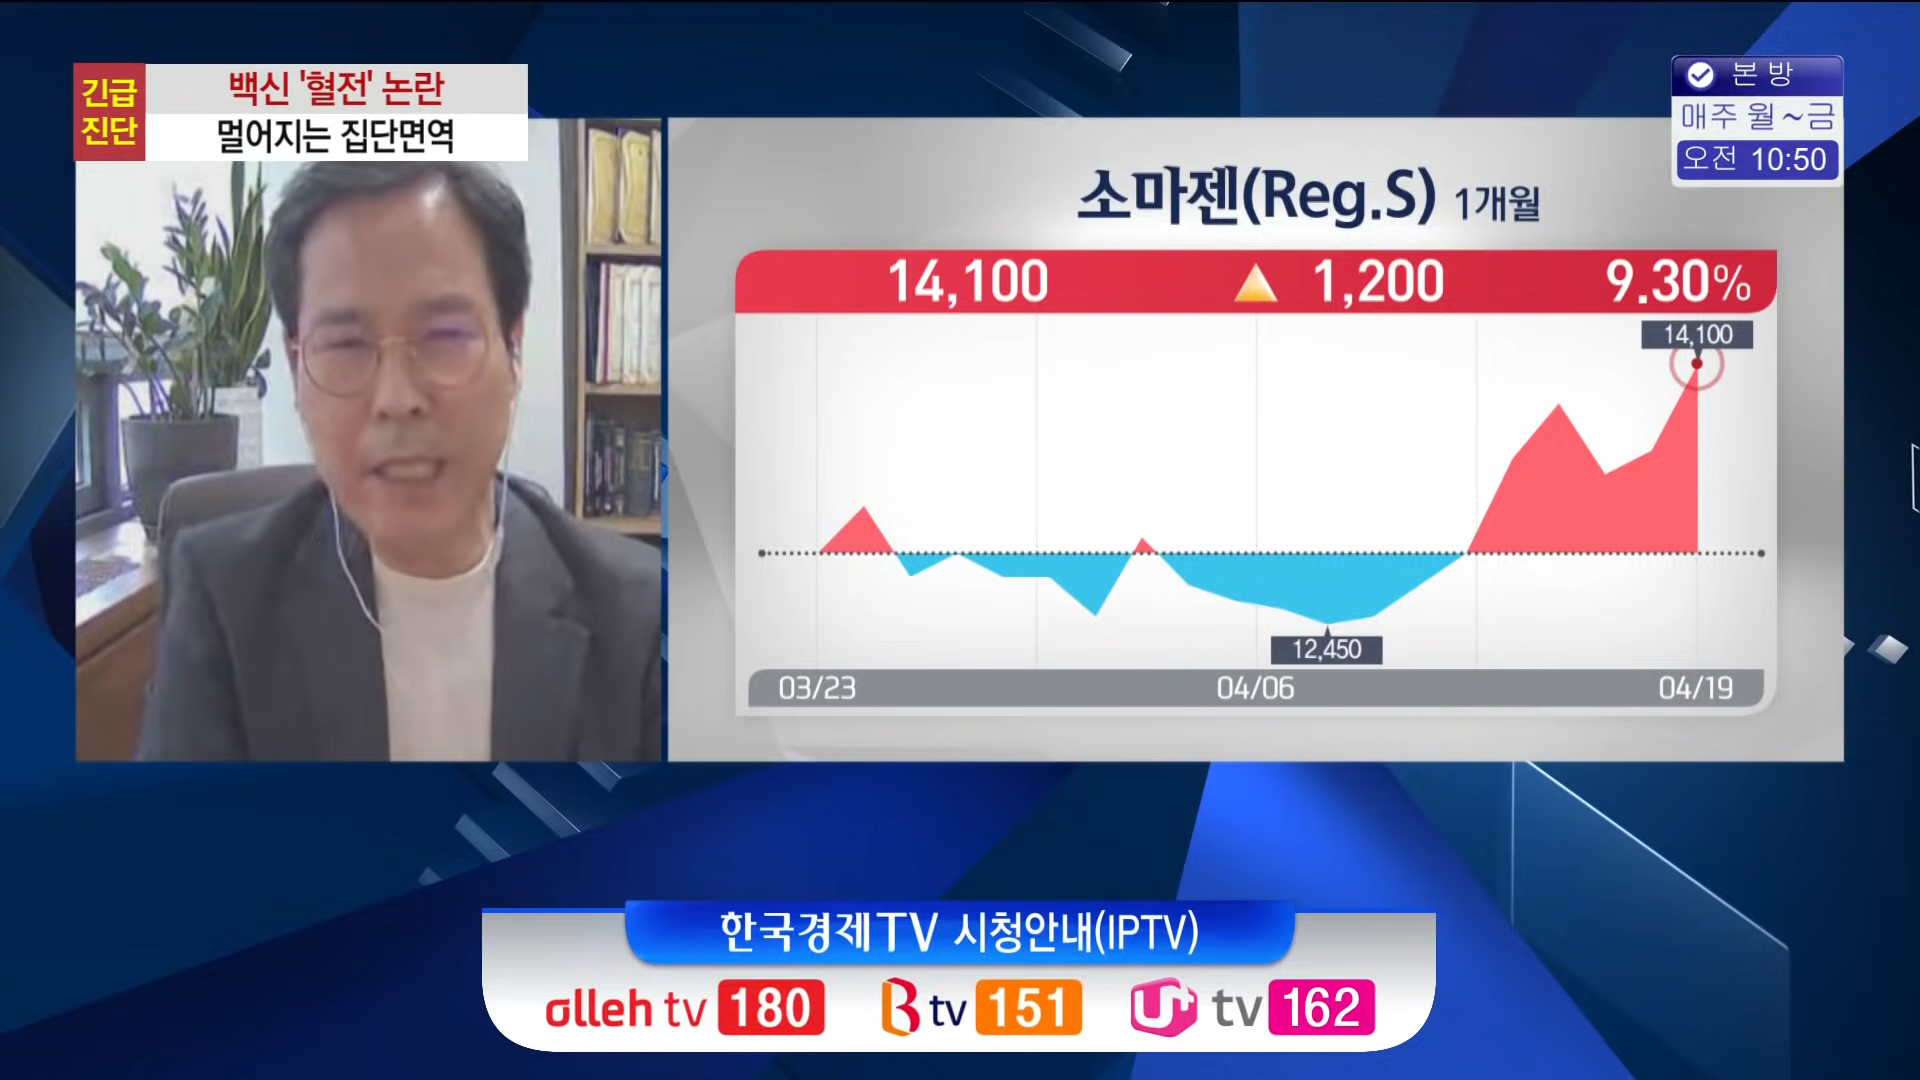 긴급
진단
백신 '혈전' 논란
멀어지는 집단면역
본 방
매주 월~금
오전 10:50
소마젠(Reg.S) 1개월
14,100 ▲ 1,200 9.30%
14,100
12,450
03/23 04/06 04/19
한국경제TV 시청안내(IPTV)
olleh tv 180 B tv 151 U+ tv 162